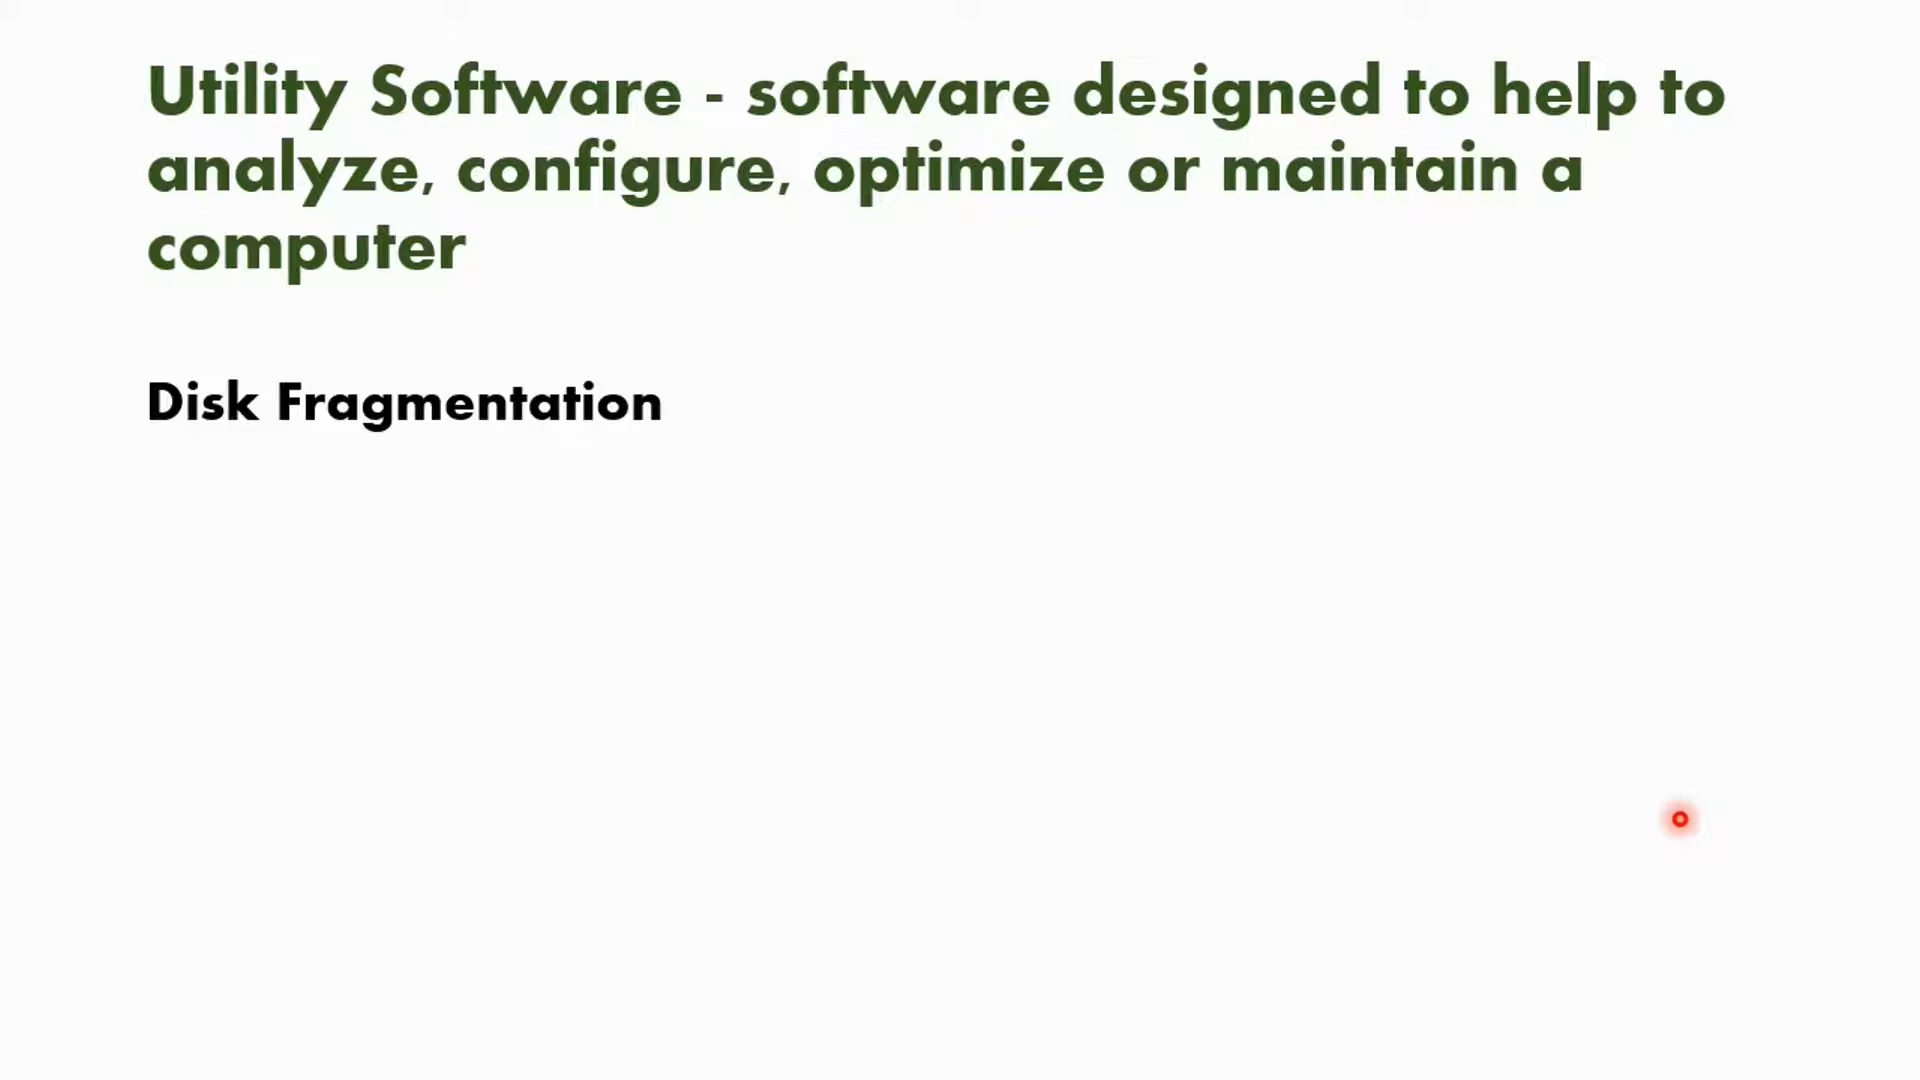 Utility Software - software designed to help to
analyze, configure, optimize or maintain a
computer
Disk Fragmentation